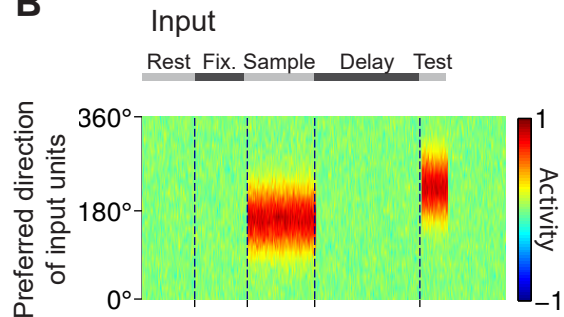 B
Input
Rest Fix. Sample Delay Test
Preferred direction
of input units
360°
180°
0°
1
Activity
−1